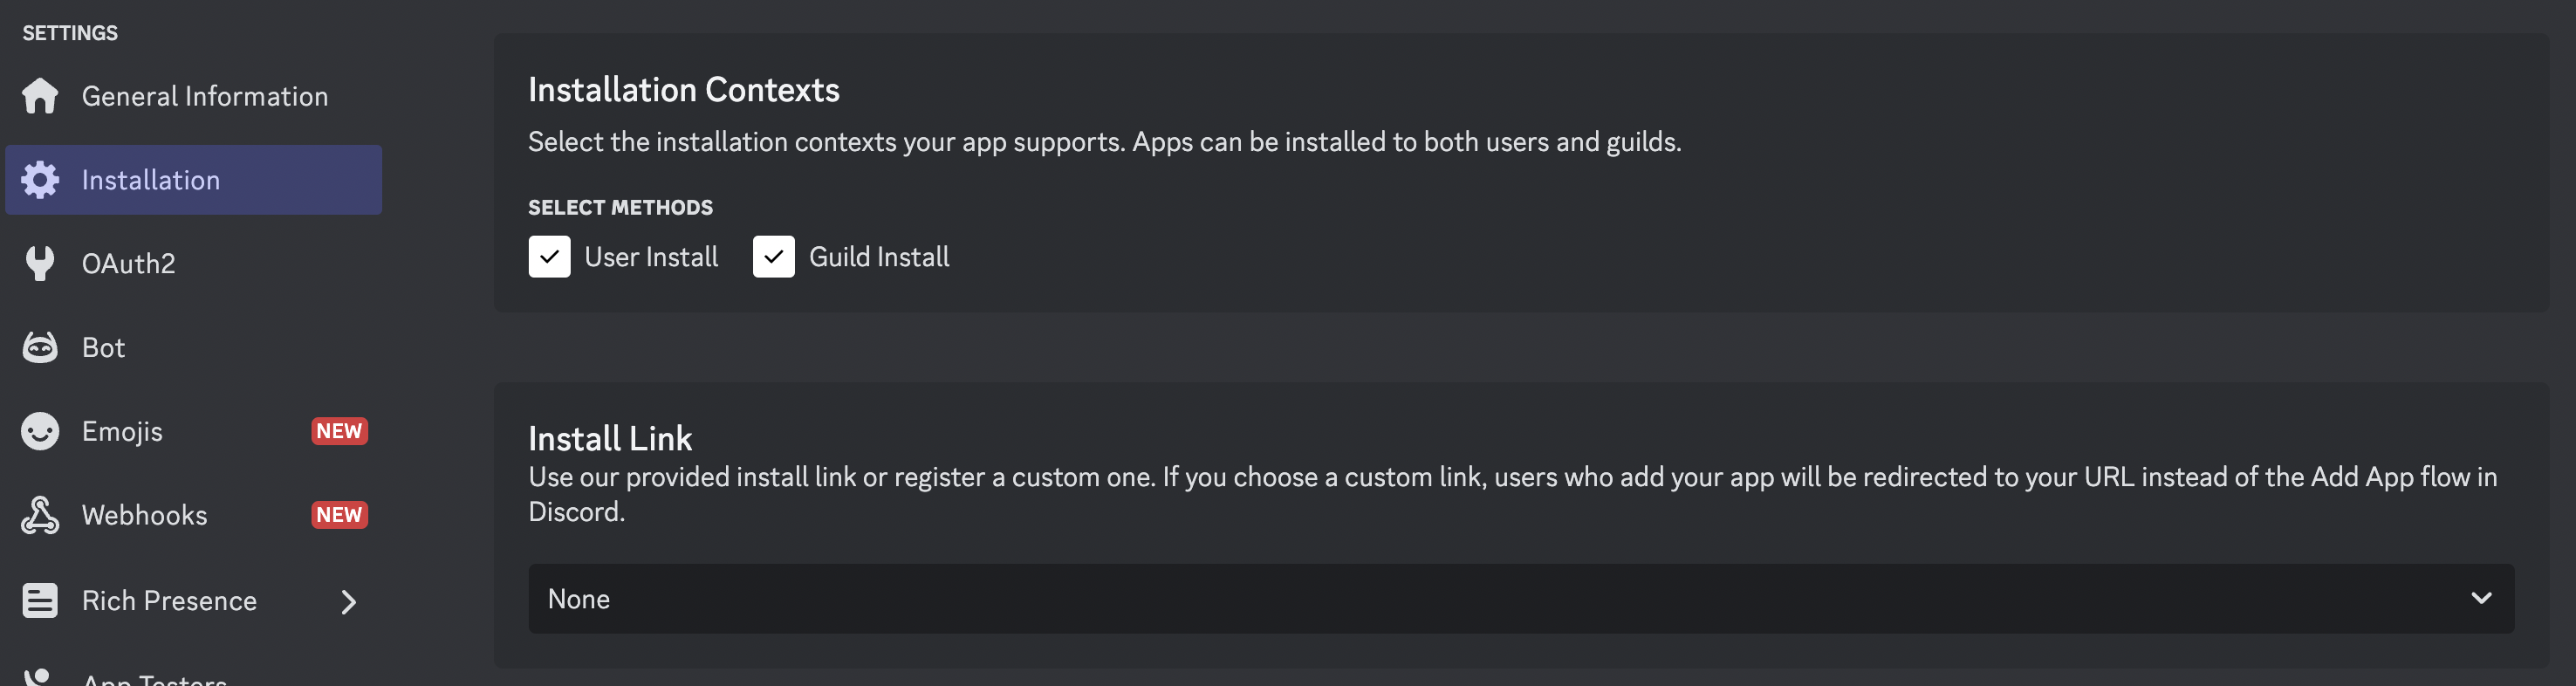 SETTINGS
General Information
Installation
OAuth2
Bot
Emojis NEW
Webhooks NEW
Rich Presence
App Testers
Installation Contexts
Select the installation contexts your app supports. Apps can be installed to both users and guilds.
SELECT METHODS
User Install Guild Install
Install Link
Use our provided install link or register a custom one. If you choose a custom link, users who add your app will be redirected to your URL instead of the Add App flow in
Discord.
None